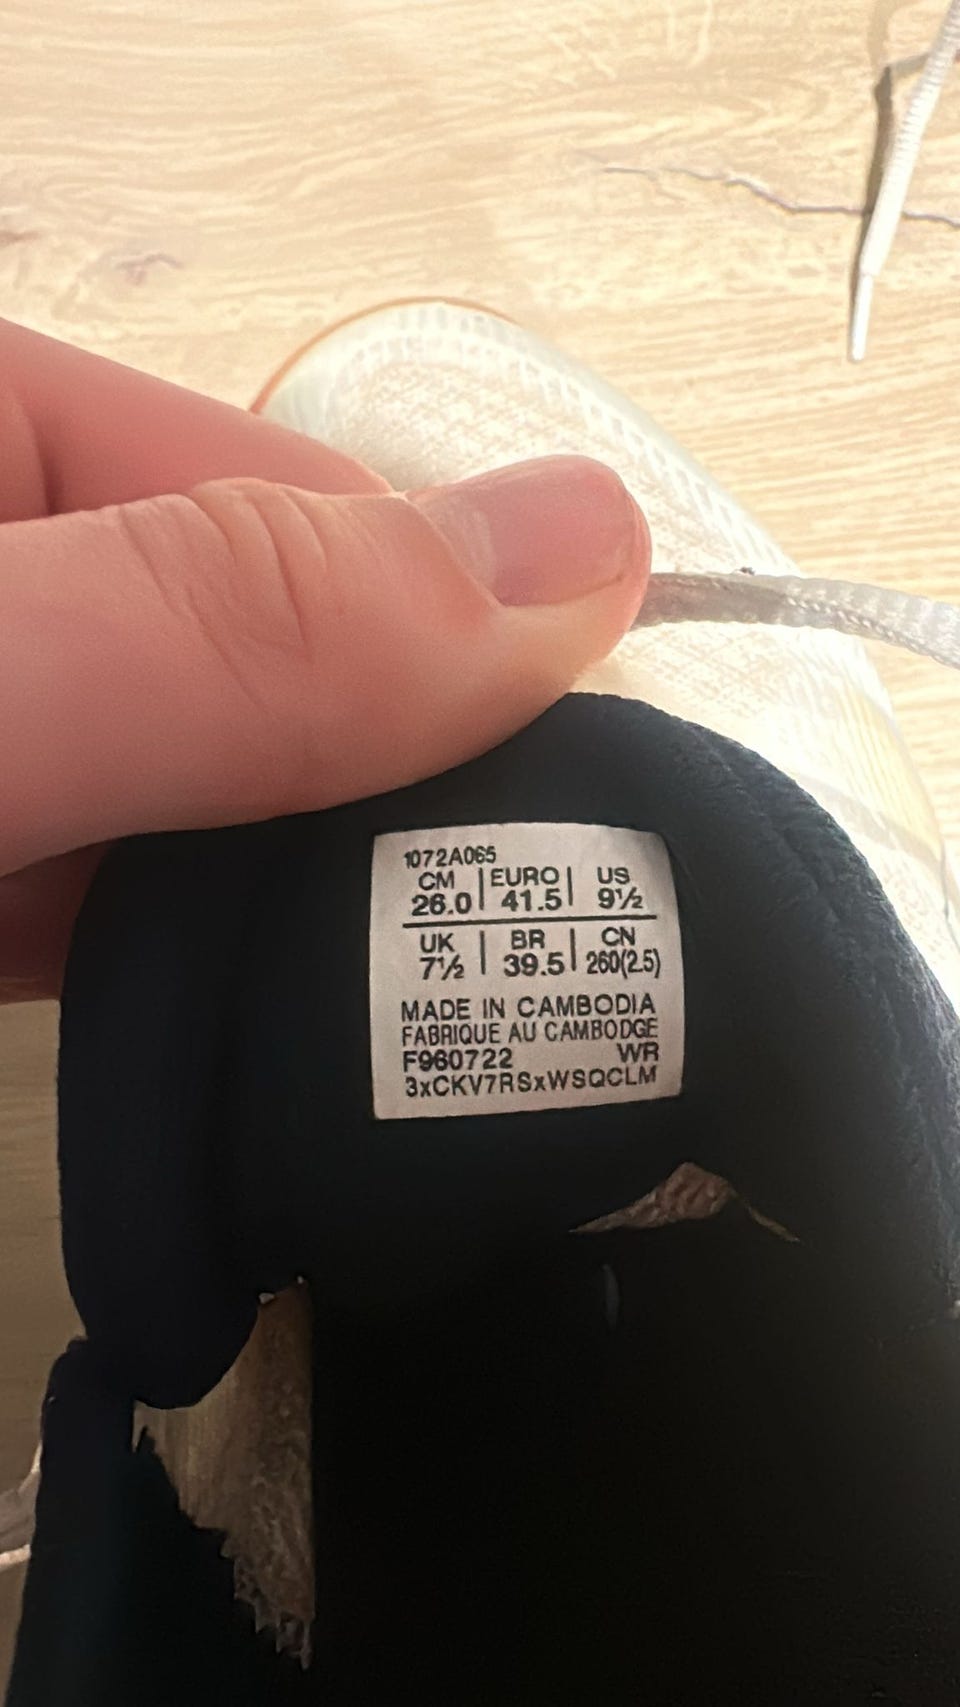 1072A065
CM | EURO | US
26.0 | 41.5 | 9½
UK | BR | CN
7½ | 39.5 | 260(2.5)
MADE IN CAMBODIA
FABRIQUE AU CAMBODGE
F960722 WR
3xCKV7RSxWSQCLM